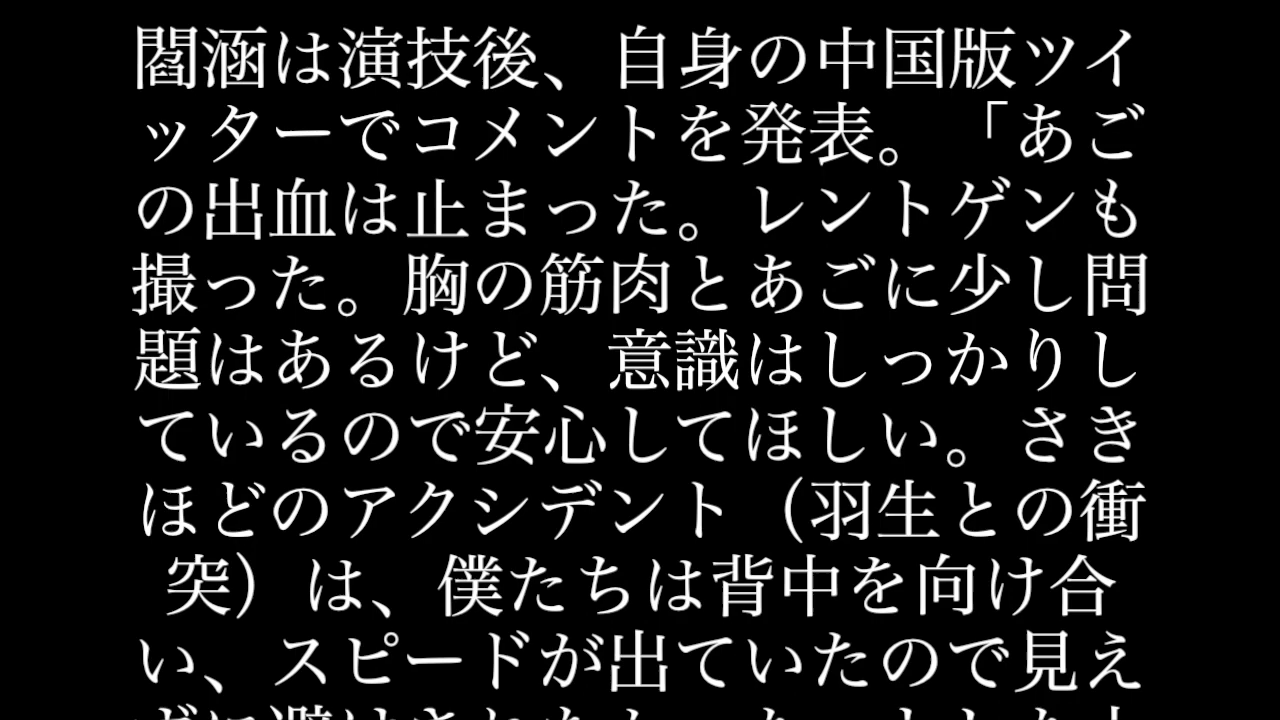 閻涵は演技後、自身の中国版ツイ
ッターでコメントを発表。「あご
の出血は止まった。レントゲンも
撮った。胸の筋肉とあごに少し問
題はあるけど、意識はしっかりし
ているので安心してほしい。さき
ほどのアクシデント（羽生との衝
突）は、僕たちは背中を向け合
い、スピードが出ていたので見え